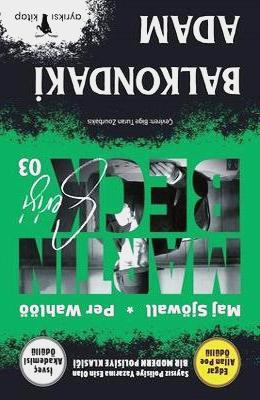 Sayısız Polisiye Yazarına Esin Olan
BİR MODERN POLİSİYE KLASİĞİ
Edgar
Allan Poe
Ödülü
İsveç
Akademisi
Ödülü
Maj Sjöwall * Per Wahlöö
MARTIN
BECK
Serisi
03
Çeviren: Bige Turan Zourbakis
BALKONDAKİ
ADAM
ayrıksı kitap